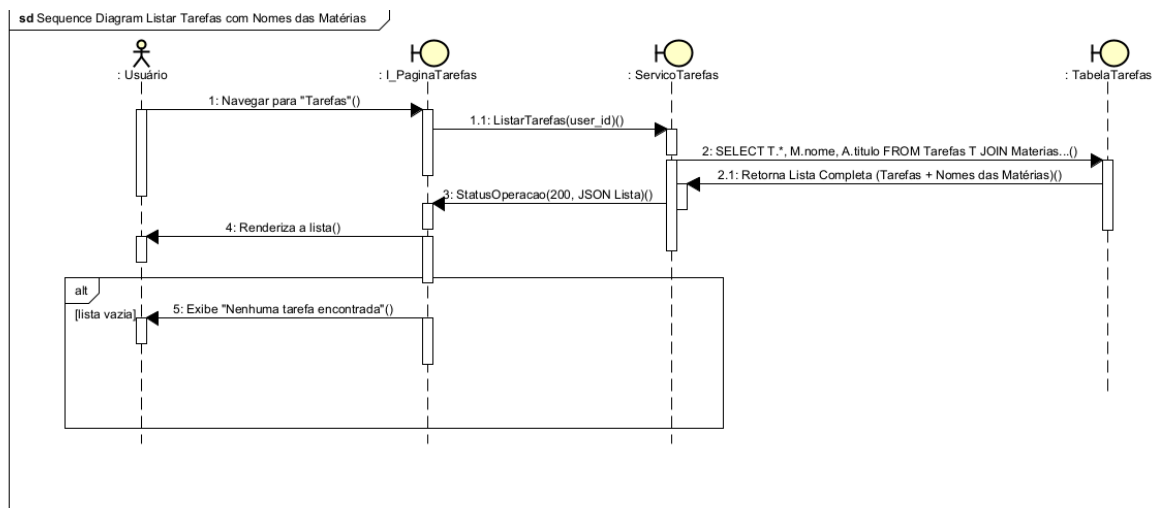 sd Sequence Diagram Listar Tarefas com Nomes das Matérias
: Usuário
: I_PaginaTarefas
: ServicoTarefas
: TabelaTarefas
1: Navegar para "Tarefas"()
1.1: ListarTarefas(user_id)()
2: SELECT T.*, M.nome, A.titulo FROM Tarefas T JOIN Materias...()
2.1: Retorna Lista Completa (Tarefas + Nomes das Matérias)()
3: StatusOperacao(200, JSON Lista)()
4: Renderiza a lista()
alt
[lista vazia]
5: Exibe "Nenhuma tarefa encontrada"()